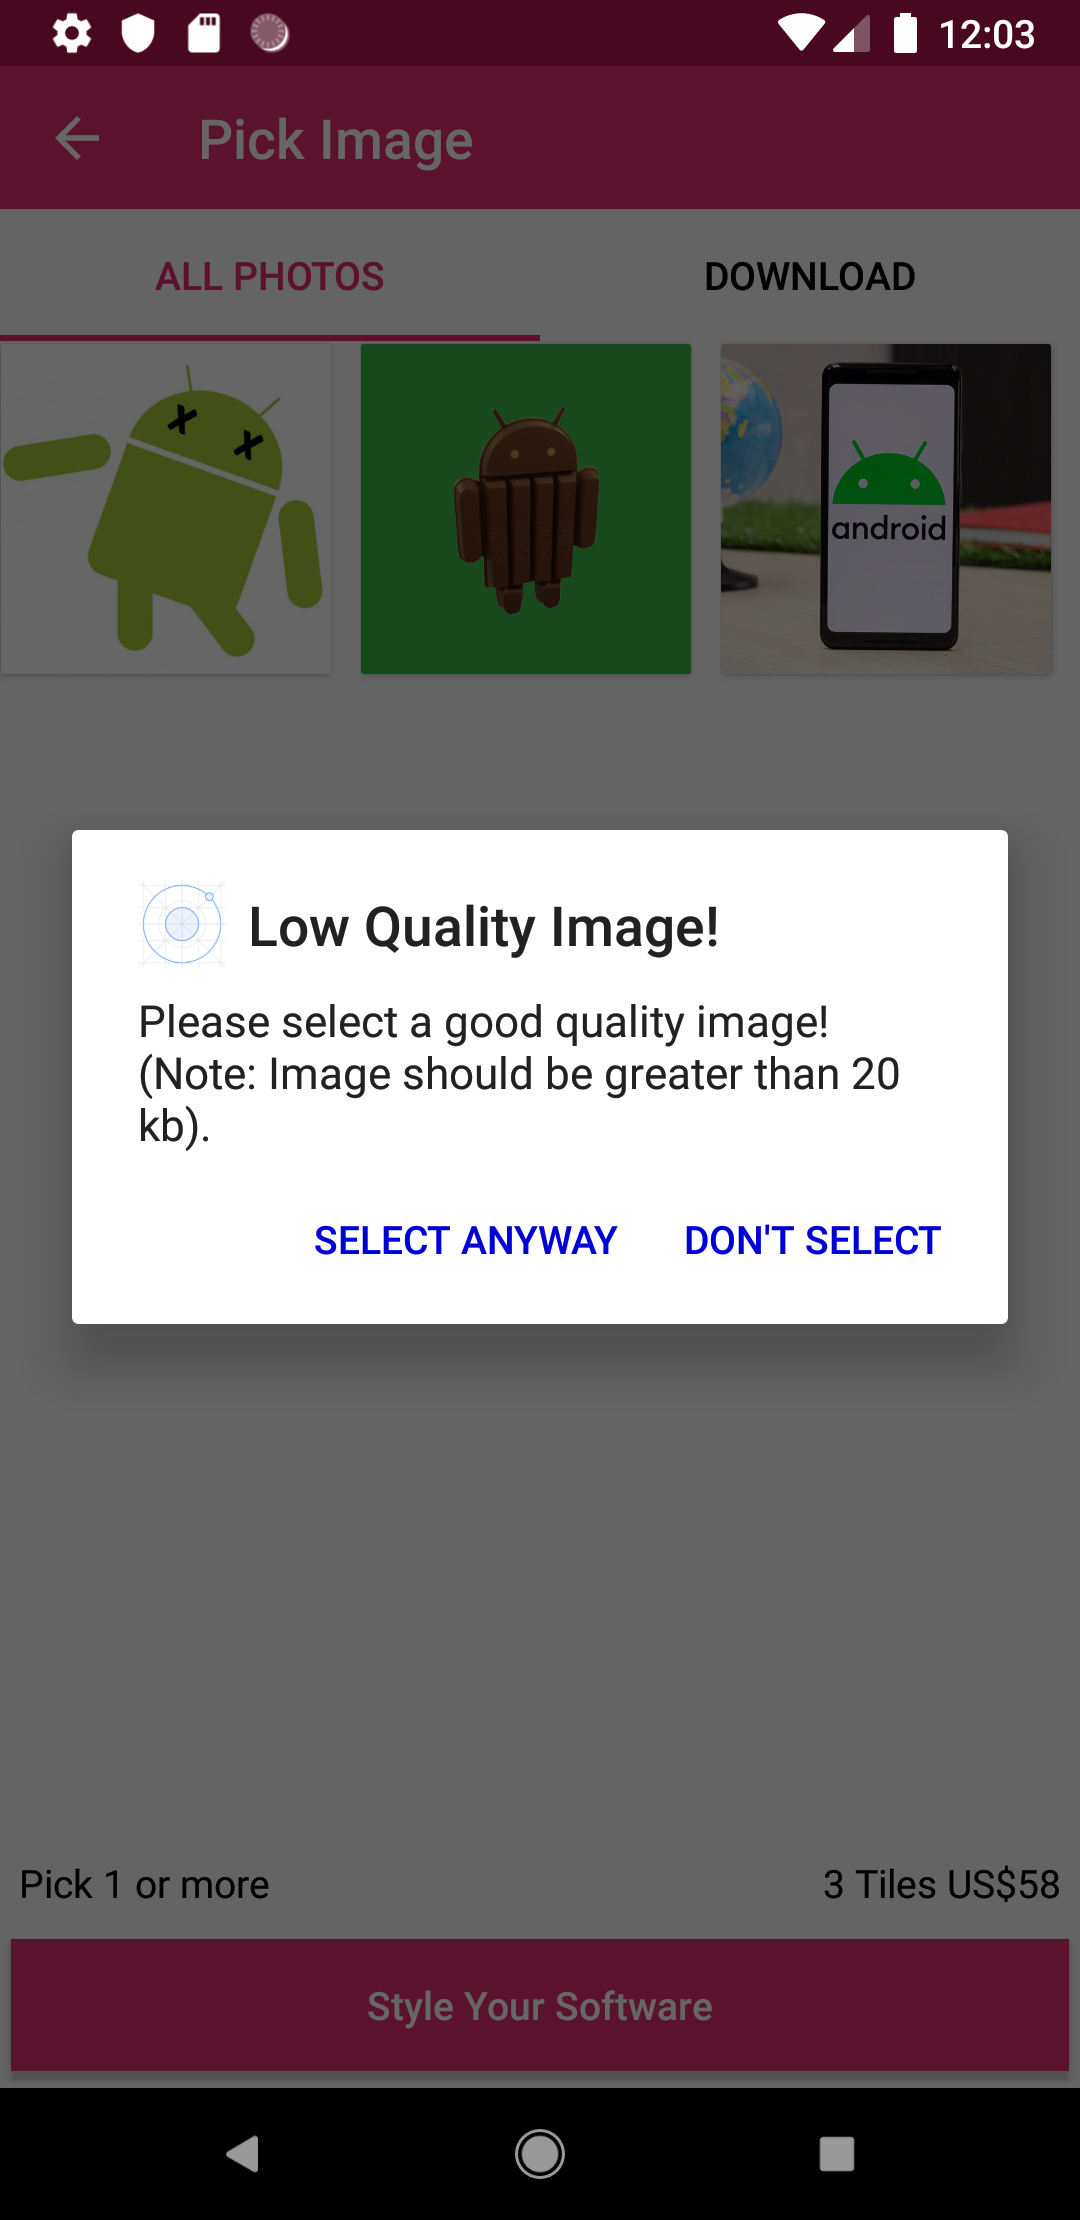 12:03
Pick Image
ALL PHOTOS
DOWNLOAD
android
Low Quality Image!
Please select a good quality image!
(Note: Image should be greater than 20
kb).
SELECT ANYWAY
DON'T SELECT
Pick 1 or more
3 Tiles US$58
Style Your Software